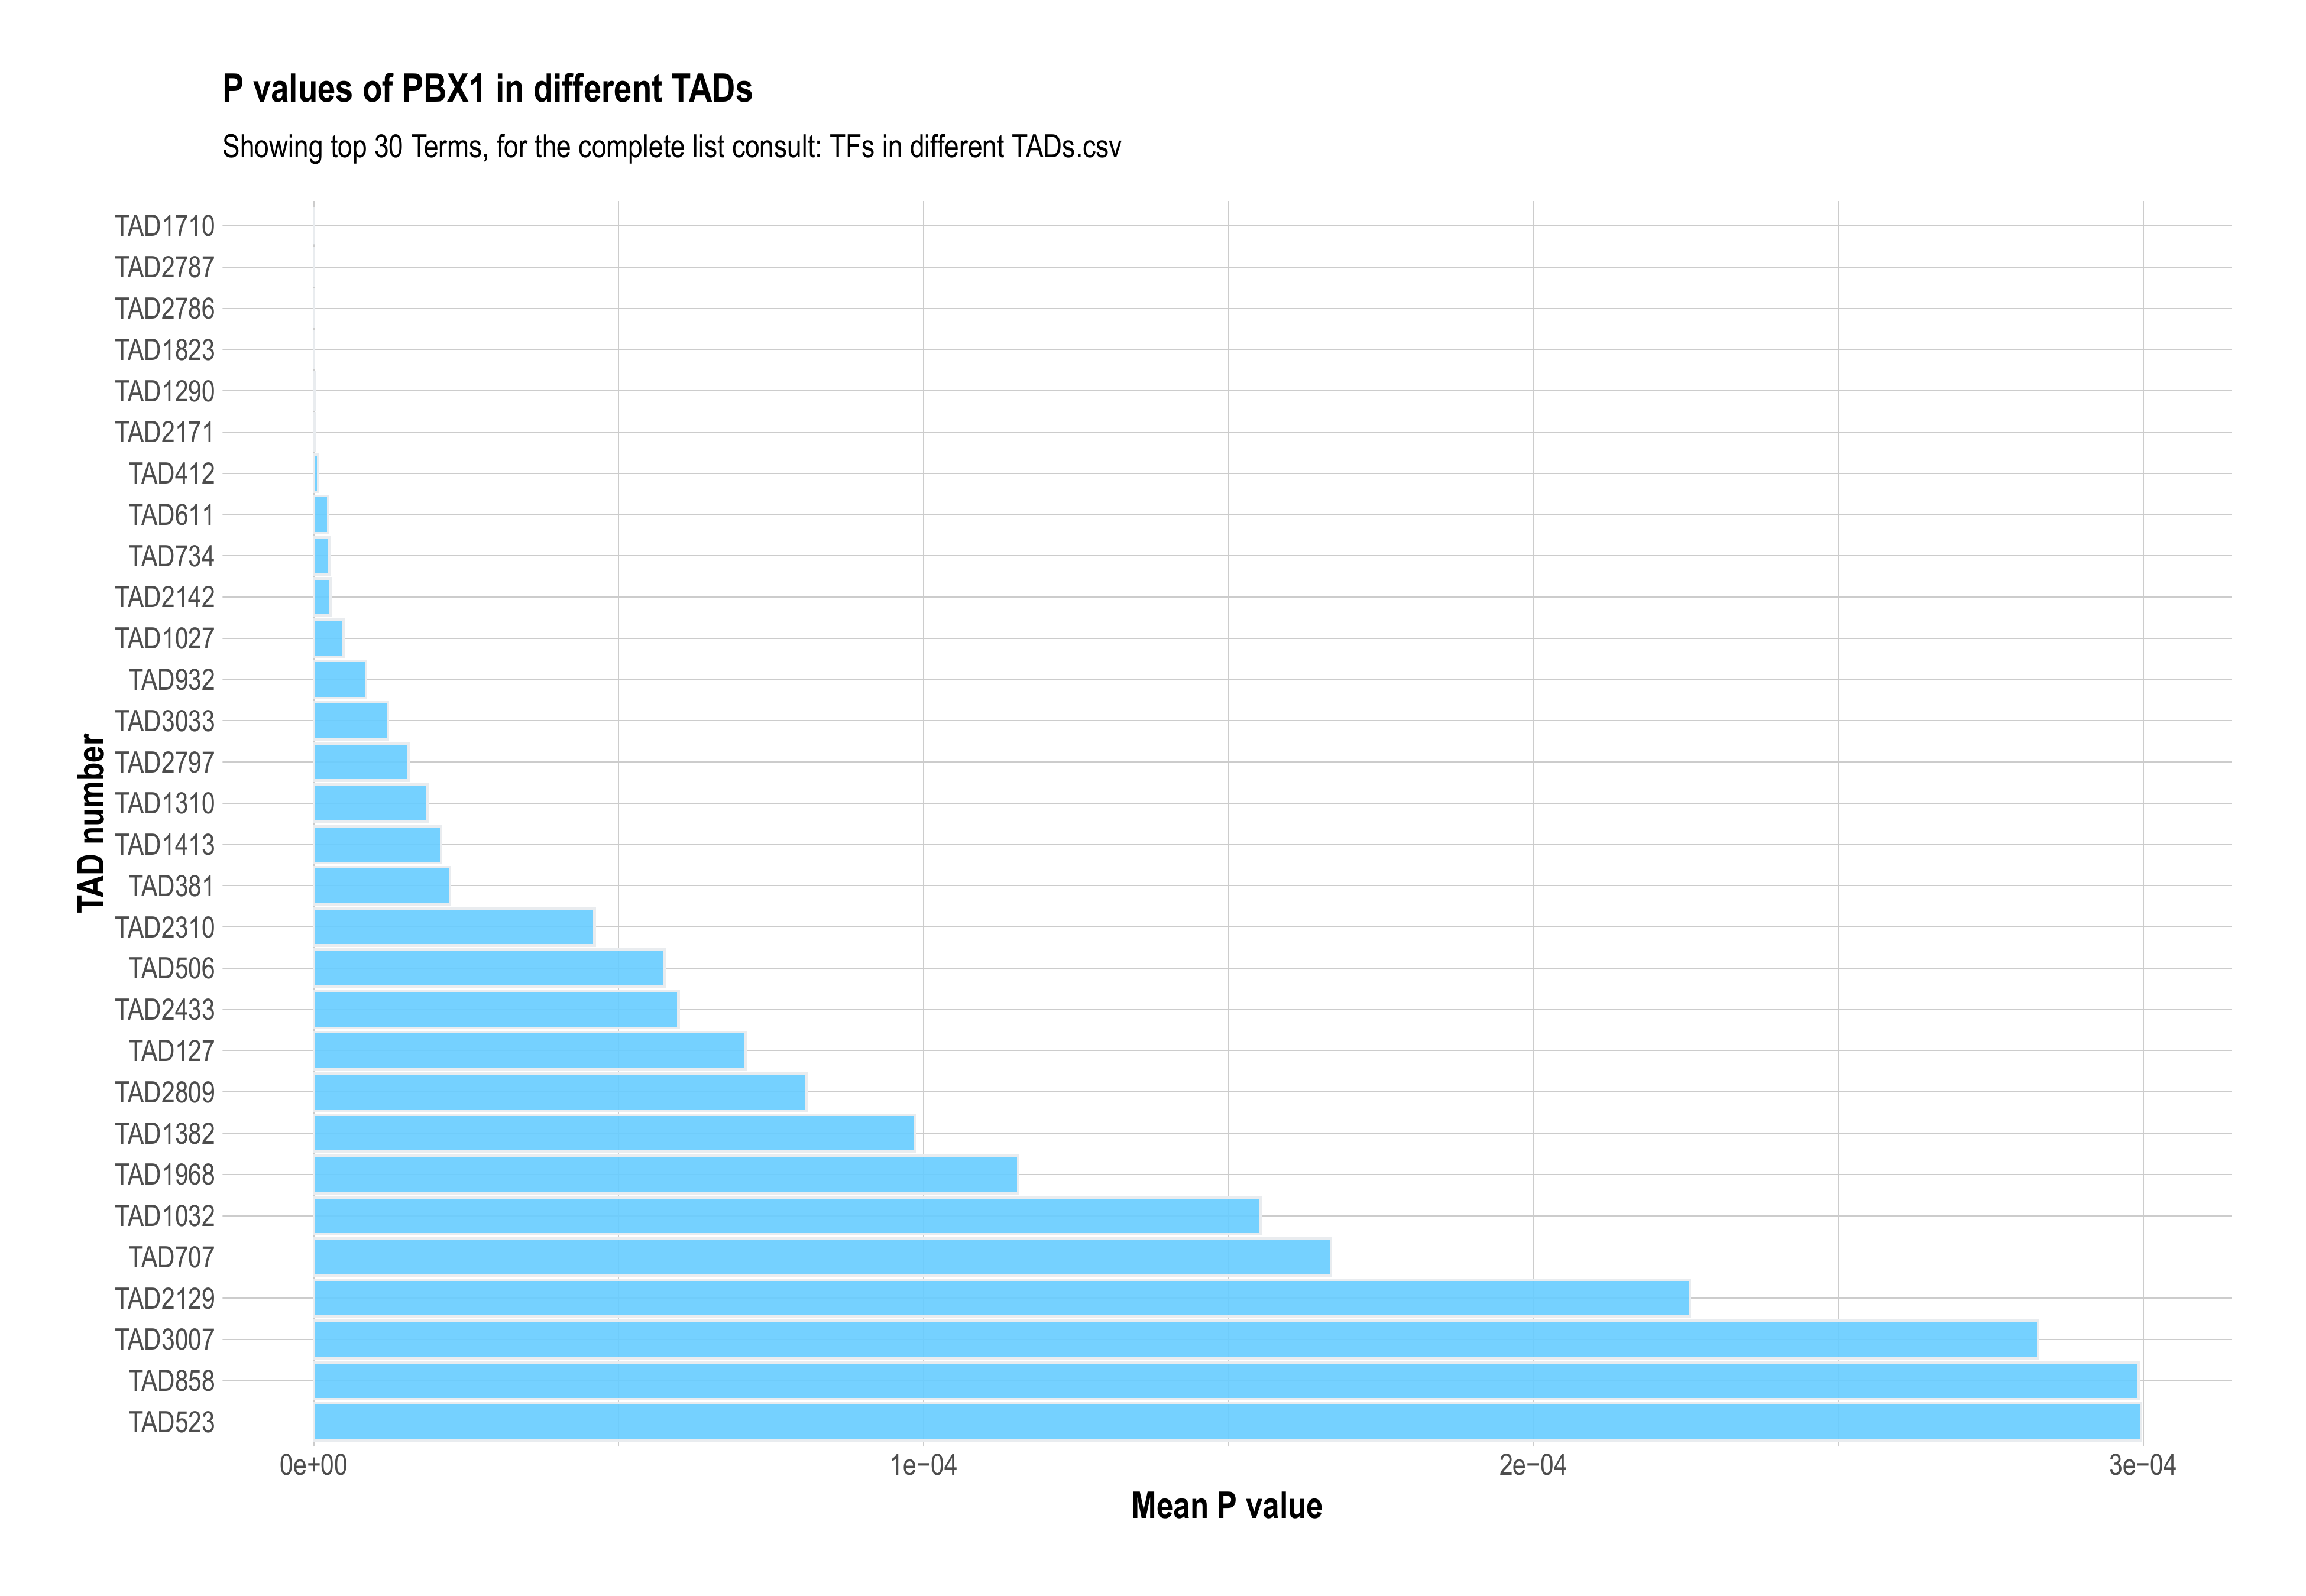 P values of PBX1 in different TADs
Showing top 30 Terms, for the complete list consult: TFs in different TADs.csv
TAD number
TAD1710
TAD2787
TAD2786
TAD1823
TAD1290
TAD2171
TAD412
TAD611
TAD734
TAD2142
TAD1027
TAD932
TAD3033
TAD2797
TAD1310
TAD1413
TAD381
TAD2310
TAD506
TAD2433
TAD127
TAD2809
TAD1382
TAD1968
TAD1032
TAD707
TAD2129
TAD3007
TAD858
TAD523
0e+00 1e−04 2e−04 3e−04
Mean P value